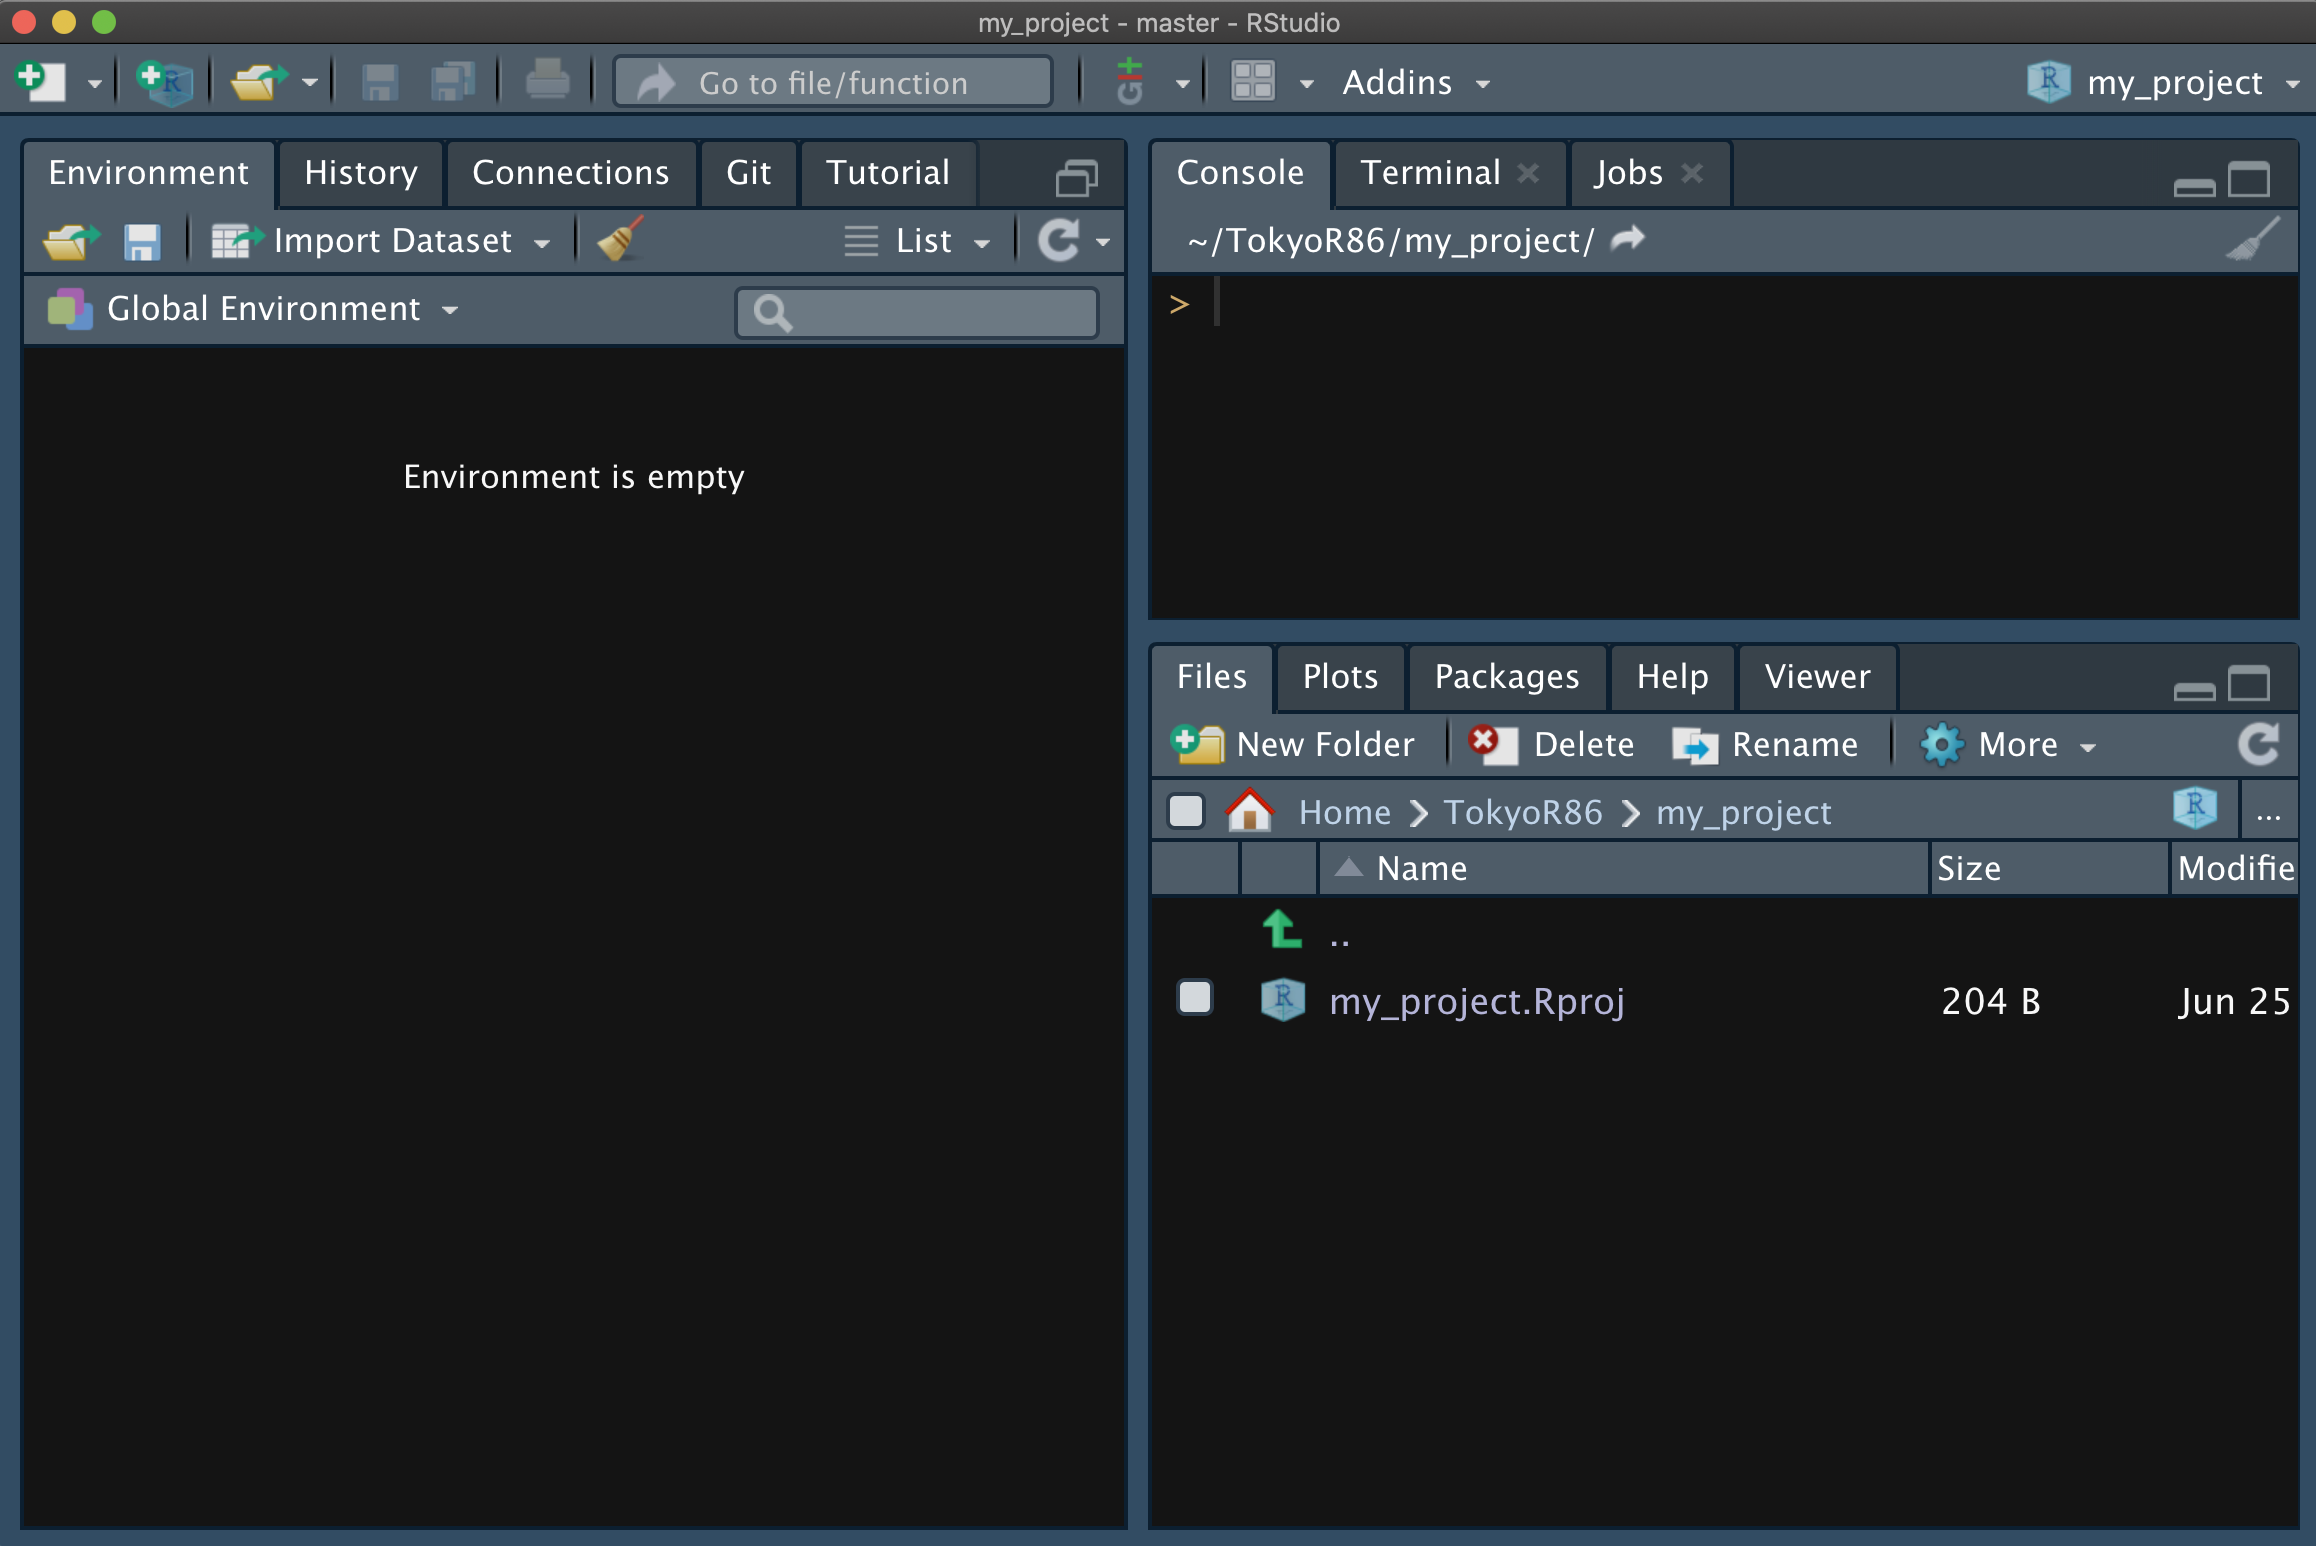 my_project - master - RStudio
Go to file/function
Git
Addins
my_project
Environment History Connections Git Tutorial
Import Dataset
List
Global Environment
Environment is empty
Console Terminal Jobs
~/TokyoR86/my_project/
>
Files Plots Packages Help Viewer
New Folder Delete Rename More
Home TokyoR86 my_project ...
Name Size Modifie
..
my_project.Rproj 204 B Jun 25